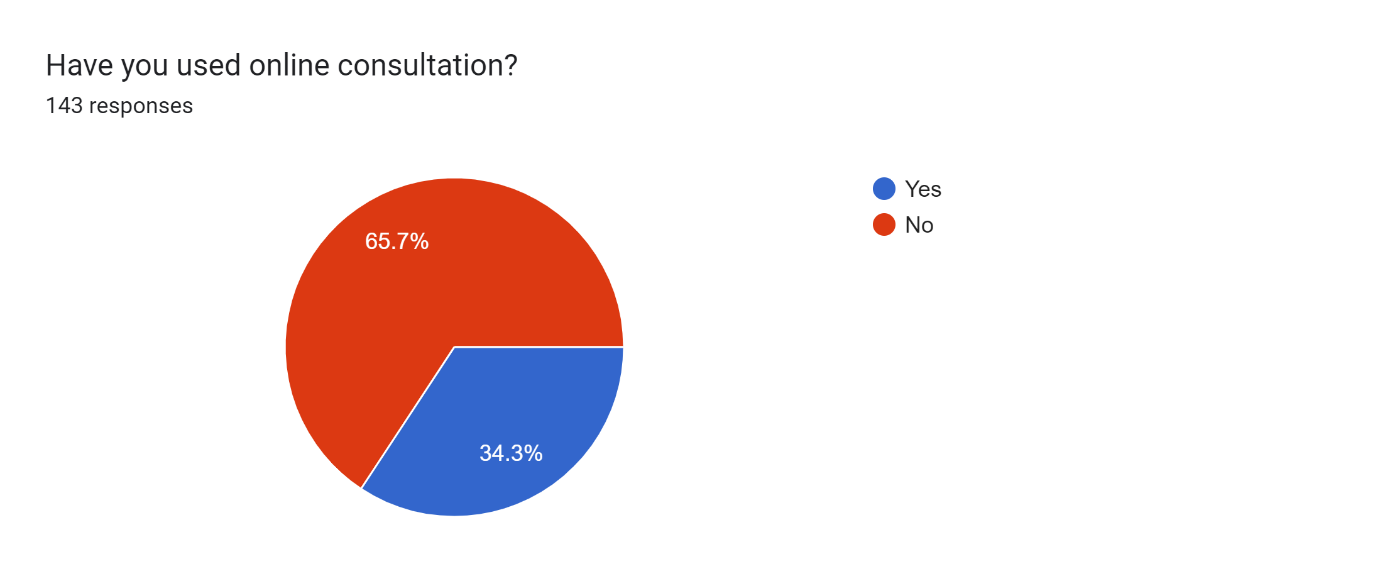 Have you used online consultation?
143 responses
65.7%
34.3%
Yes
No